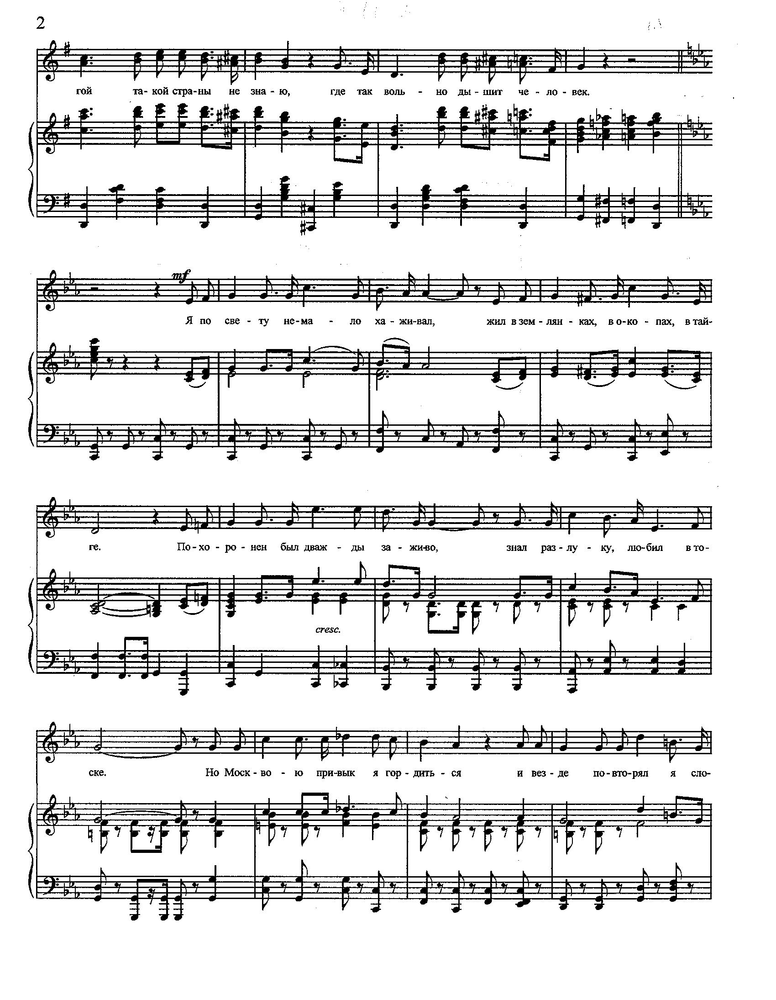 2
гой та- кой стра- ны не зна - ю, где так воль - но ды - шит че - ло - век.
mf
Я по све - ту не - ма - ло ха - жи - вал, жил в зем - лян - ках, в о - ко - пах, в тай-
ге. По - хо - ро - нен был дваж - ды за - жи - во, знал раз - лу - ку, лю - бил в то-
cresc.
ске. Но Моск - во - ю при - вык я гор - дить - ся и вез - де по - вто - рял я сло-